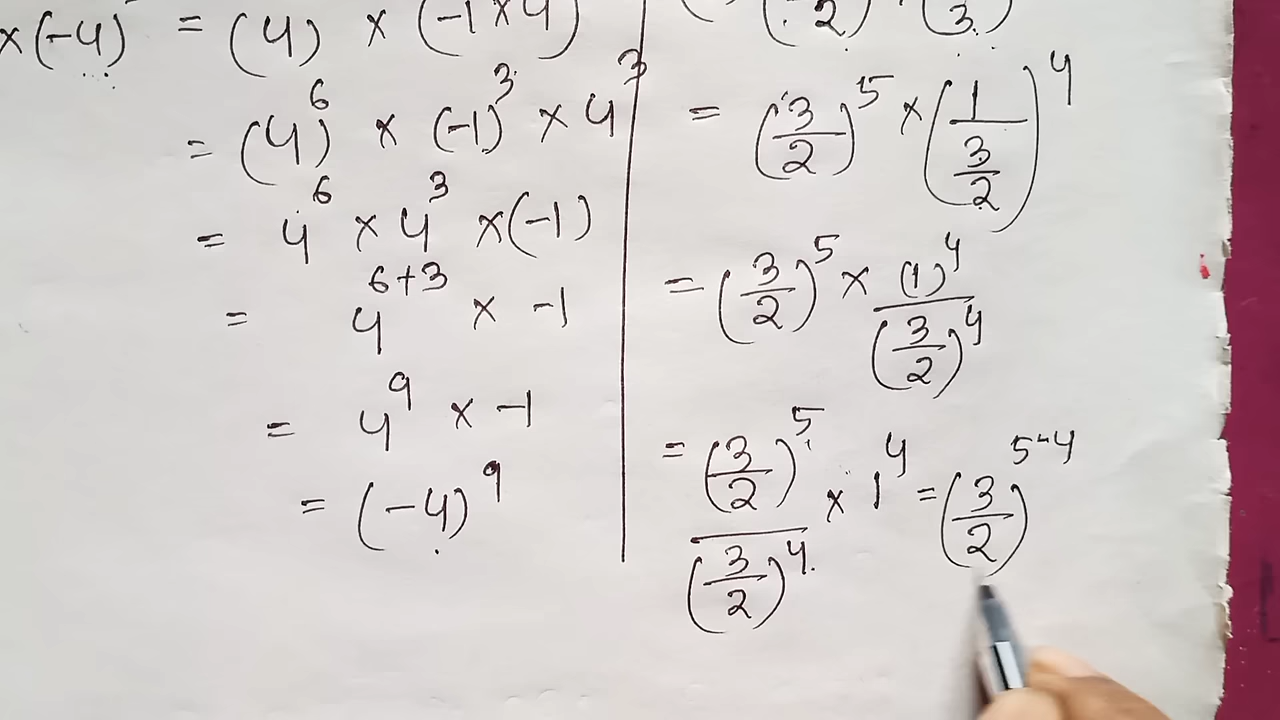 ×(-4) = (4) × (-1×4)
= (4)^6 × (-1)^3 × 4^3
= 4^6 × 4^3 × (-1)
= 4^{6+3} × -1
= 4^9 × -1
= (-4)^9
2) (3
= (3/2)^5 × (1/(3/2))^4
= (3/2)^5 × (1)^4/(3/2)^4
= (3/2)^5/(3/2)^4 × 1^4 = (3/2)^{5-4}